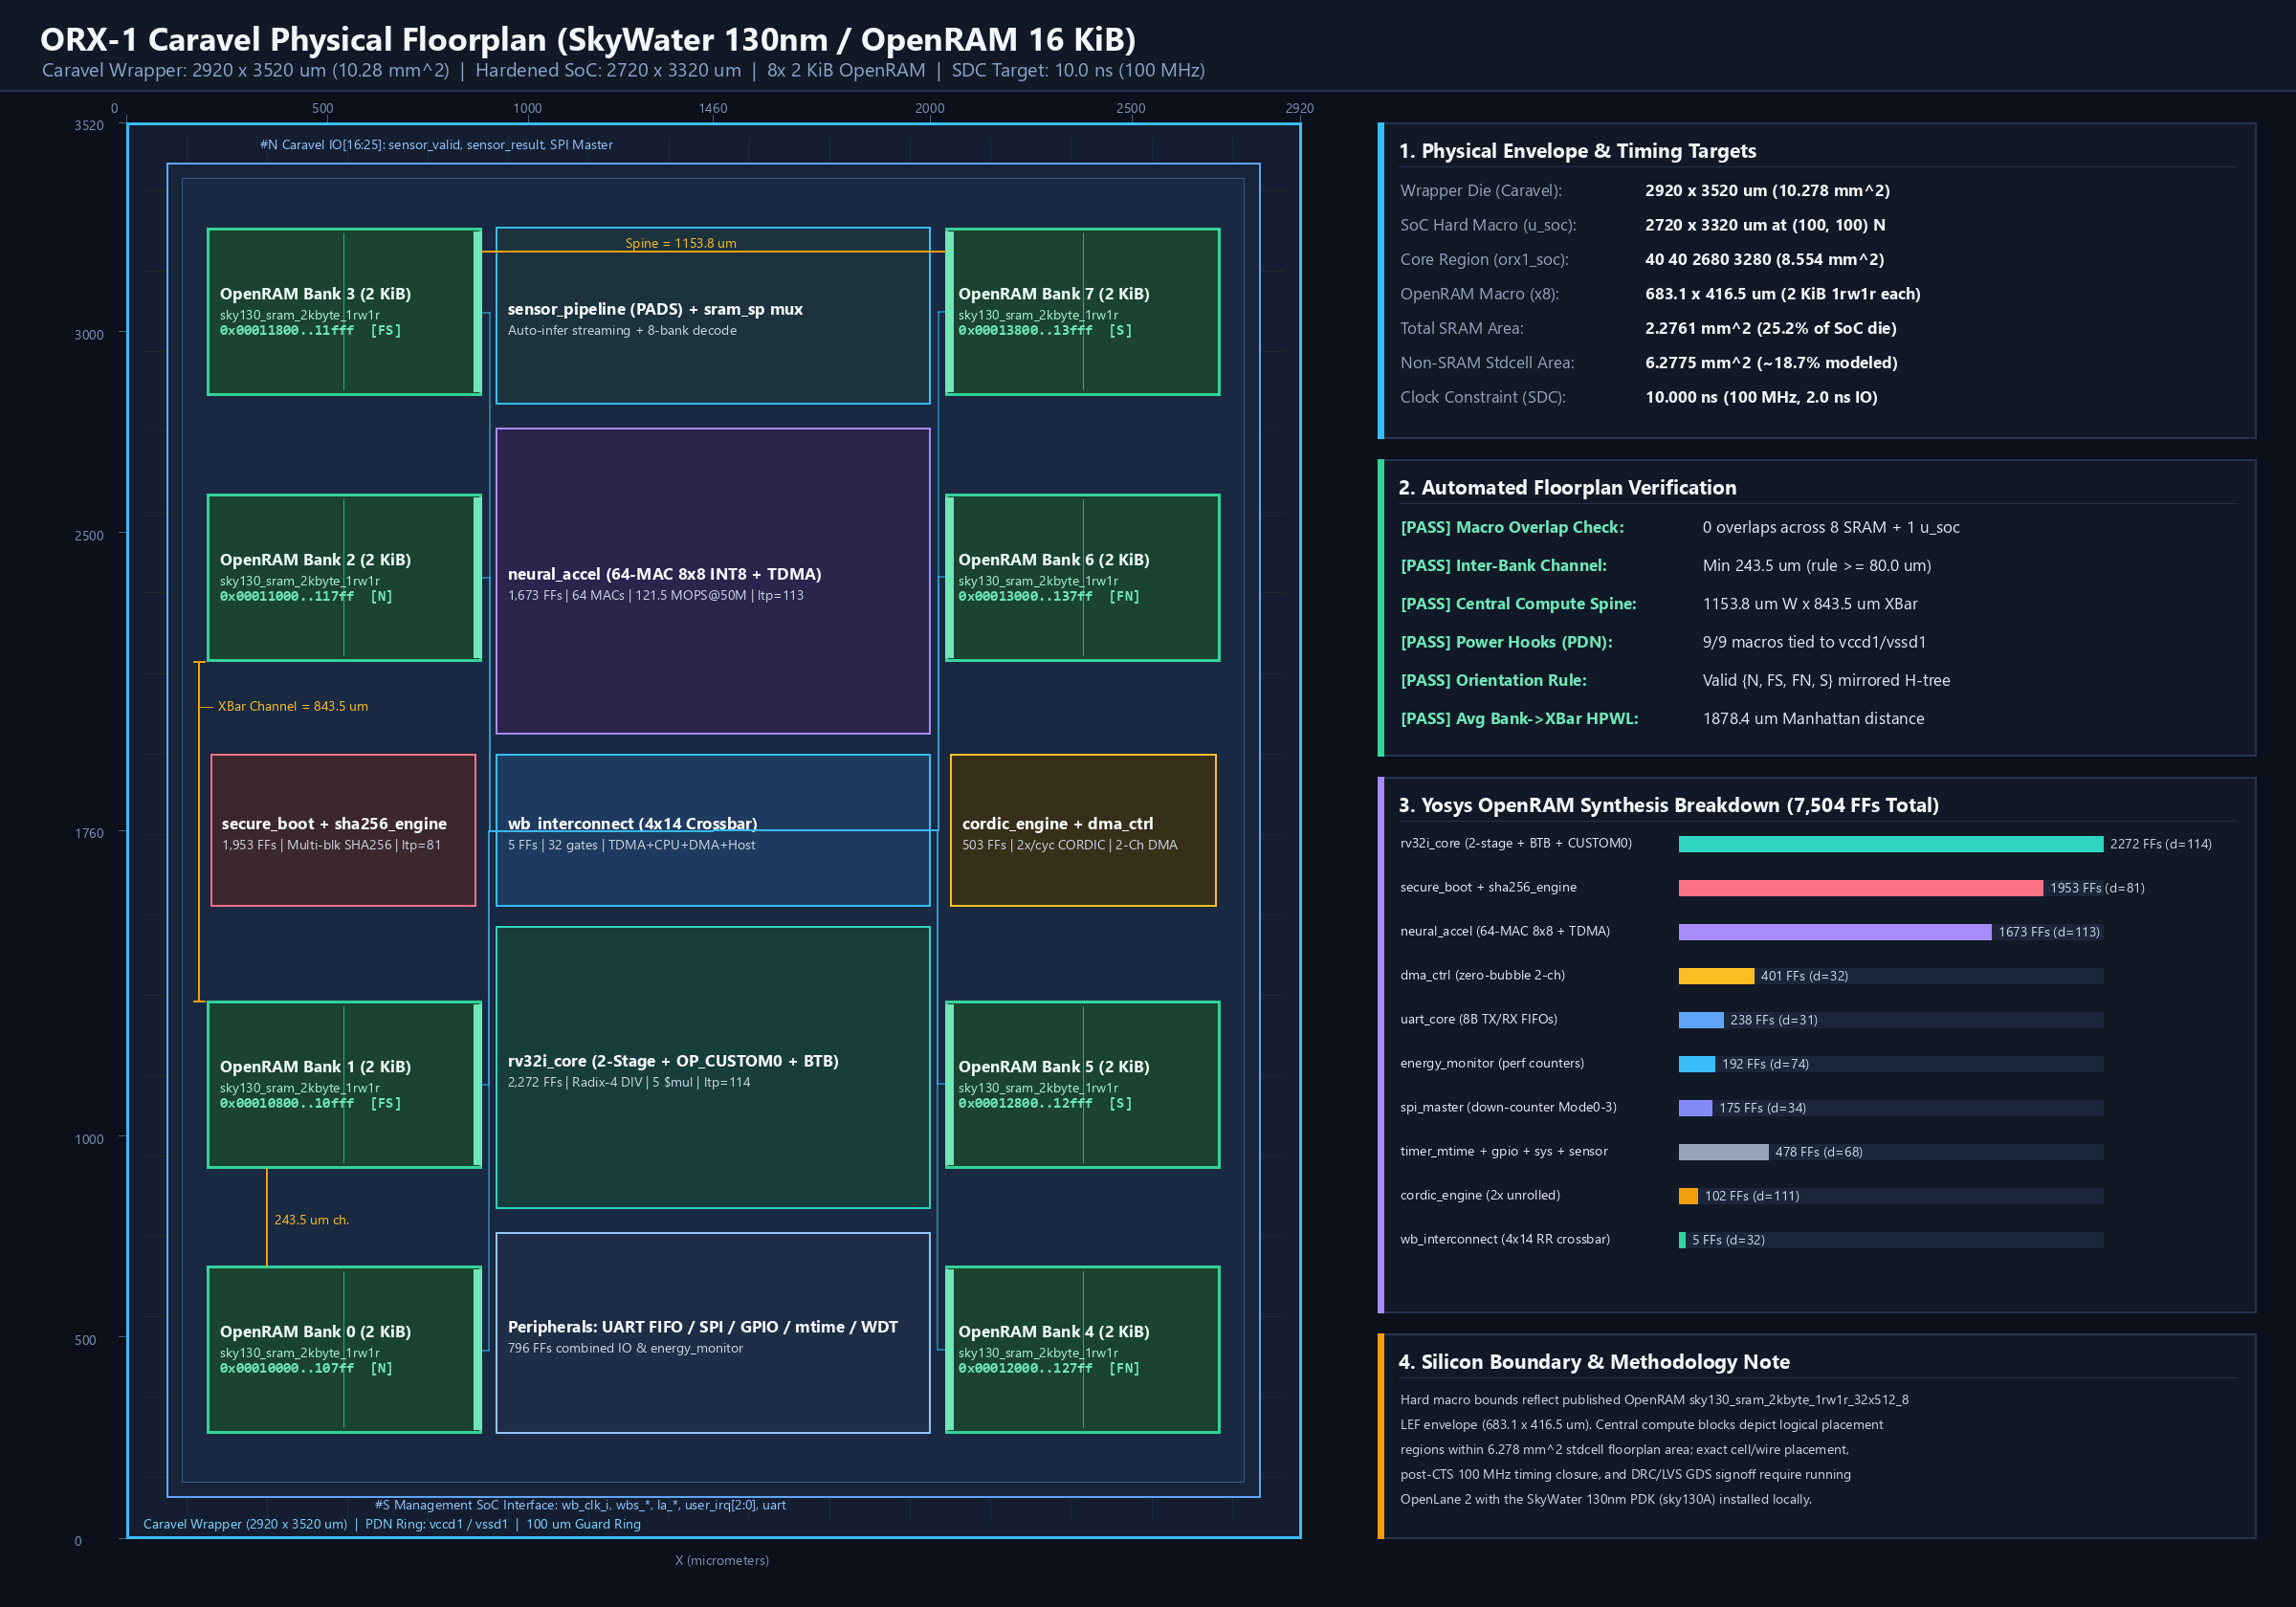 ORX-1 Caravel Physical Floorplan (SkyWater 130nm / OpenRAM 16 KiB)
Caravel Wrapper: 2920 x 3520 um (10.28 mm^2) | Hardened SoC: 2720 x 3320 um | 8x 2 KiB OpenRAM | SDC Target: 10.0 ns (100 MHz)
0 500 1000 1460 2000 2500 2920
3520
3000
2500
1760
1000
500
0
#N Caravel IO[16:25]: sensor_valid, sensor_result, SPI Master
OpenRAM Bank 3 (2 KiB)
sky130_sram_2kbyte_1rw1r
0x00011800..11fff [FS]
Spine = 1153.8 um
sensor_pipeline (PADS) + sram_sp mux
Auto-infer streaming + 8-bank decode
OpenRAM Bank 7 (2 KiB)
sky130_sram_2kbyte_1rw1r
0x00013800..13fff [S]
OpenRAM Bank 2 (2 KiB)
sky130_sram_2kbyte_1rw1r
0x00011000..117ff [N]
neural_accel (64-MAC 8x8 INT8 + TDMA)
1,673 FFs | 64 MACs | 121.5 MOPS@50M | ltp=113
OpenRAM Bank 6 (2 KiB)
sky130_sram_2kbyte_1rw1r
0x00013000..137ff [FN]
XBar Channel = 843.5 um
secure_boot + sha256_engine
1,953 FFs | Multi-blk SHA256 | ltp=81
wb_interconnect (4x14 Crossbar)
5 FFs | 32 gates | TDMA+CPU+DMA+Host
cordic_engine + dma_ctrl
503 FFs | 2x/cyc CORDIC | 2-Ch DMA
OpenRAM Bank 1 (2 KiB)
sky130_sram_2kbyte_1rw1r
0x00010800..10fff [FS]
rv32i_core (2-Stage + OP_CUSTOM0 + BTB)
2,272 FFs | Radix-4 DIV | 5 $mul | ltp=114
OpenRAM Bank 5 (2 KiB)
sky130_sram_2kbyte_1rw1r
0x00012800..12fff [S]
243.5 um ch.
OpenRAM Bank 0 (2 KiB)
sky130_sram_2kbyte_1rw1r
0x00010000..107ff [N]
Peripherals: UART FIFO / SPI / GPIO / mtime / WDT
796 FFs combined IO & energy_monitor
OpenRAM Bank 4 (2 KiB)
sky130_sram_2kbyte_1rw1r
0x00012000..127ff [FN]
#S Management SoC Interface: wb_clk_i, wbs_*, la_*, user_irq[2:0], uart
Caravel Wrapper (2920 x 3520 um) | PDN Ring: vccd1 / vssd1 | 100 um Guard Ring
X (micrometers)
1. Physical Envelope & Timing Targets
Wrapper Die (Caravel): 2920 x 3520 um (10.278 mm^2)
SoC Hard Macro (u_soc): 2720 x 3320 um at (100, 100) N
Core Region (orx1_soc): 40 40 2680 3280 (8.554 mm^2)
OpenRAM Macro (x8): 683.1 x 416.5 um (2 KiB 1rw1r each)
Total SRAM Area: 2.2761 mm^2 (25.2% of SoC die)
Non-SRAM Stdcell Area: 6.2775 mm^2 (~18.7% modeled)
Clock Constraint (SDC): 10.000 ns (100 MHz, 2.0 ns IO)
2. Automated Floorplan Verification
[PASS] Macro Overlap Check: 0 overlaps across 8 SRAM + 1 u_soc
[PASS] Inter-Bank Channel: Min 243.5 um (rule >= 80.0 um)
[PASS] Central Compute Spine: 1153.8 um W x 843.5 um XBar
[PASS] Power Hooks (PDN): 9/9 macros tied to vccd1/vssd1
[PASS] Orientation Rule: Valid {N, FS, FN, S} mirrored H-tree
[PASS] Avg Bank->XBar HPWL: 1878.4 um Manhattan distance
3. Yosys OpenRAM Synthesis Breakdown (7,504 FFs Total)
rv32i_core (2-stage + BTB + CUSTOM0) 2272 FFs (d=114)
secure_boot + sha256_engine 1953 FFs (d=81)
neural_accel (64-MAC 8x8 + TDMA) 1673 FFs (d=113)
dma_ctrl (zero-bubble 2-ch) 401 FFs (d=32)
uart_core (8B TX/RX FIFOs) 238 FFs (d=31)
energy_monitor (perf counters) 192 FFs (d=74)
spi_master (down-counter Mode0-3) 175 FFs (d=34)
timer_mtime + gpio + sys + sensor 478 FFs (d=68)
cordic_engine (2x unrolled) 102 FFs (d=111)
wb_interconnect (4x14 RR crossbar) 5 FFs (d=32)
4. Silicon Boundary & Methodology Note
Hard macro bounds reflect published OpenRAM sky130_sram_2kbyte_1rw1r_32x512_8
LEF envelope (683.1 x 416.5 um). Central compute blocks depict logical placement
regions within 6.278 mm^2 stdcell floorplan area; exact cell/wire placement,
post-CTS 100 MHz timing closure, and DRC/LVS GDS signoff require running
OpenLane 2 with the SkyWater 130nm PDK (sky130A) installed locally.